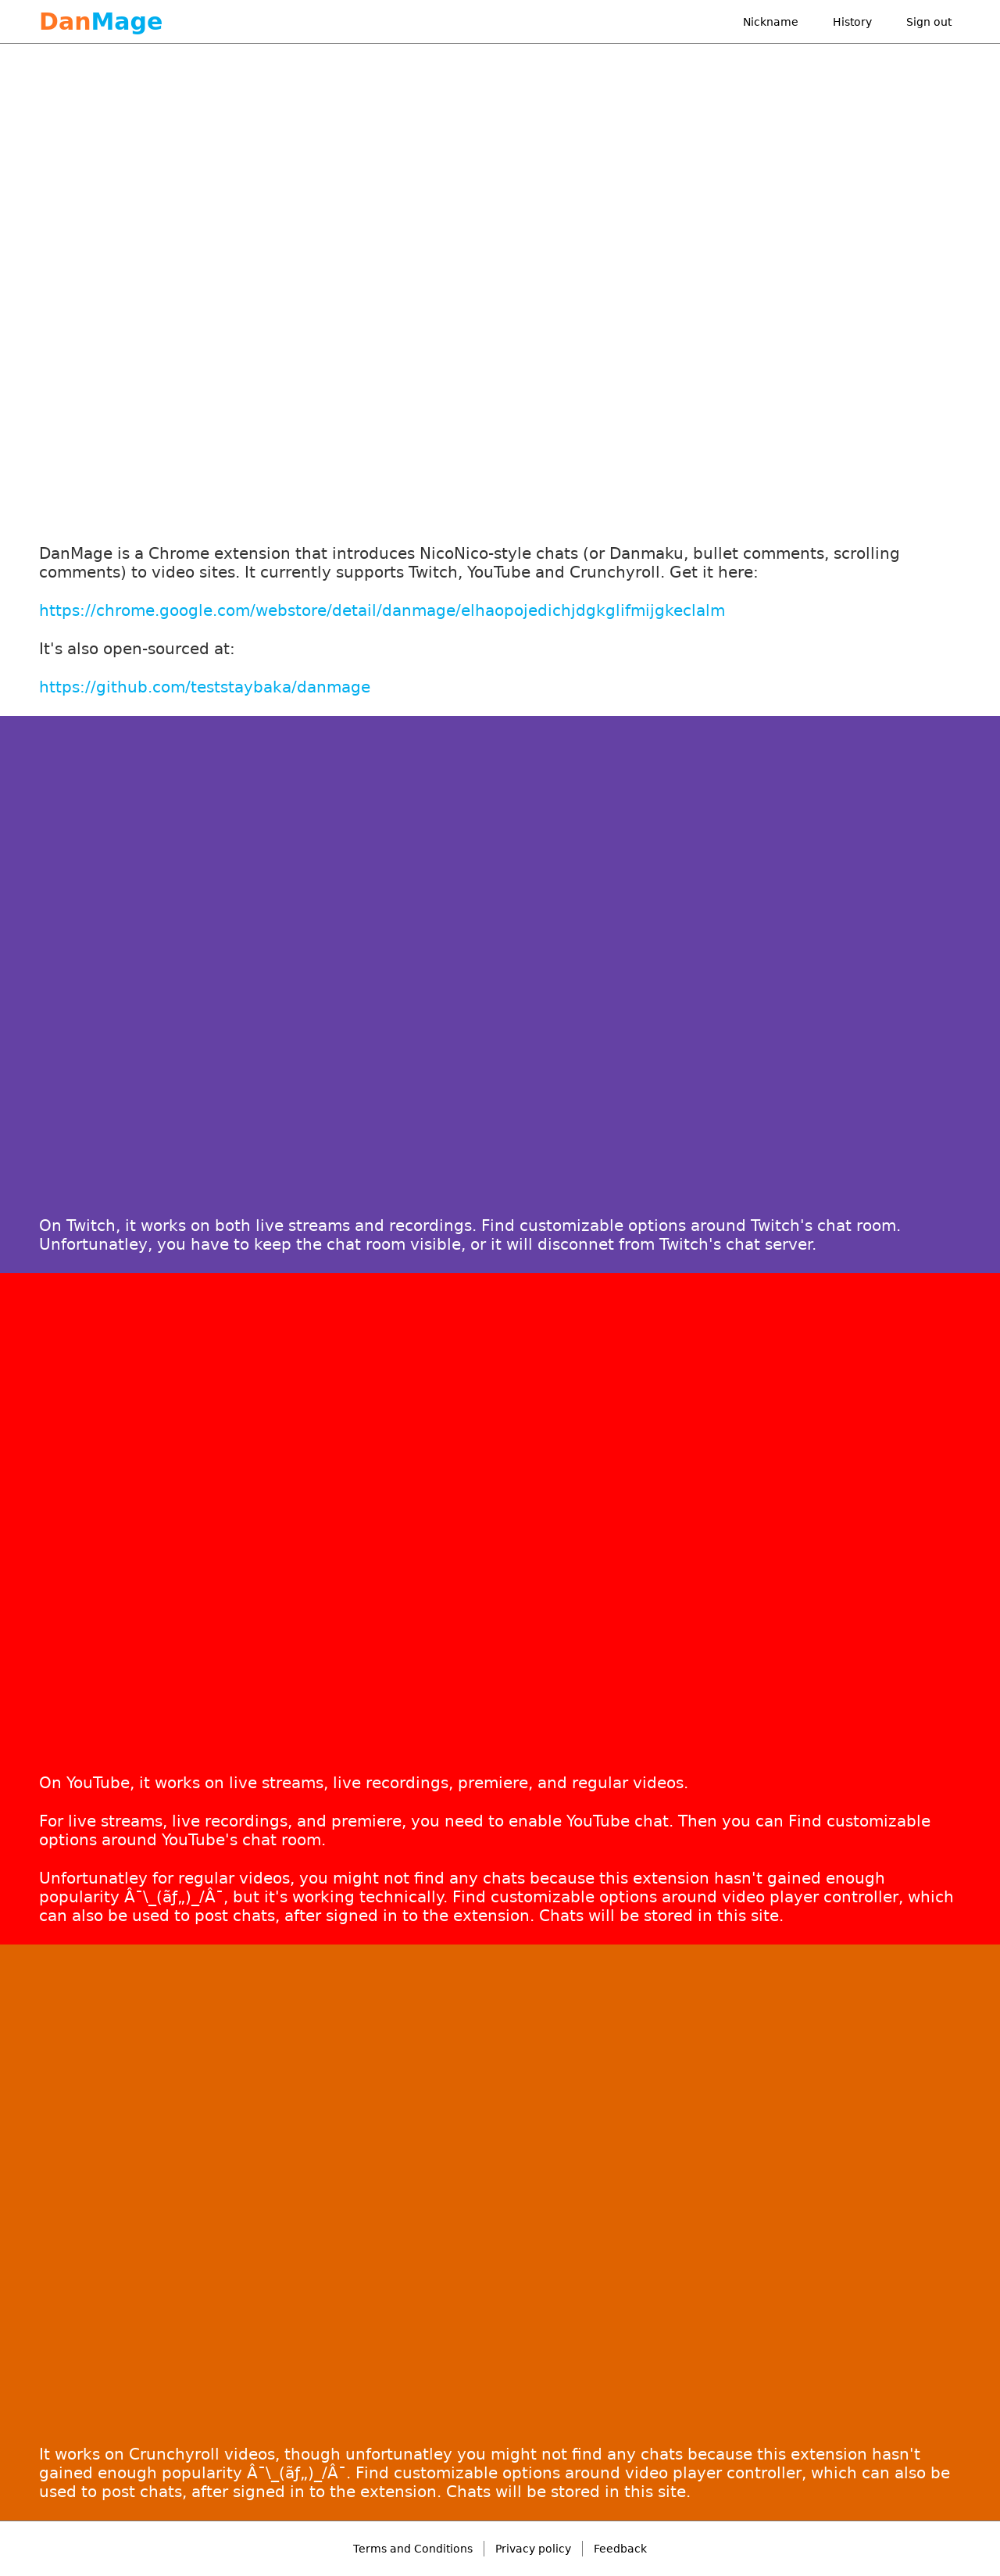 DanMage
Nickname
History
Sign out
DanMage is a Chrome extension that introduces NicoNico-style chats (or Danmaku, bullet comments, scrolling
comments) to video sites. It currently supports Twitch, YouTube and Crunchyroll. Get it here:
https://chrome.google.com/webstore/detail/danmage/elhaopojedichjdgkglifmijgkeclalm
It's also open-sourced at:
https://github.com/teststaybaka/danmage
On Twitch, it works on both live streams and recordings. Find customizable options around Twitch's chat room.
Unfortunatley, you have to keep the chat room visible, or it will disconnet from Twitch's chat server.
On YouTube, it works on live streams, live recordings, premiere, and regular videos.
For live streams, live recordings, and premiere, you need to enable YouTube chat. Then you can Find customizable
options around YouTube's chat room.
Unfortunatley for regular videos, you might not find any chats because this extension hasn't gained enough
popularity Â¯\_(ãƒ„)_/Â¯, but it's working technically. Find customizable options around video player controller, which
can also be used to post chats, after signed in to the extension. Chats will be stored in this site.
It works on Crunchyroll videos, though unfortunatley you might not find any chats because this extension hasn't
gained enough popularity Â¯\_(ãƒ„)_/Â¯. Find customizable options around video player controller, which can also be
used to post chats, after signed in to the extension. Chats will be stored in this site.
Terms and Conditions
Privacy policy
Feedback